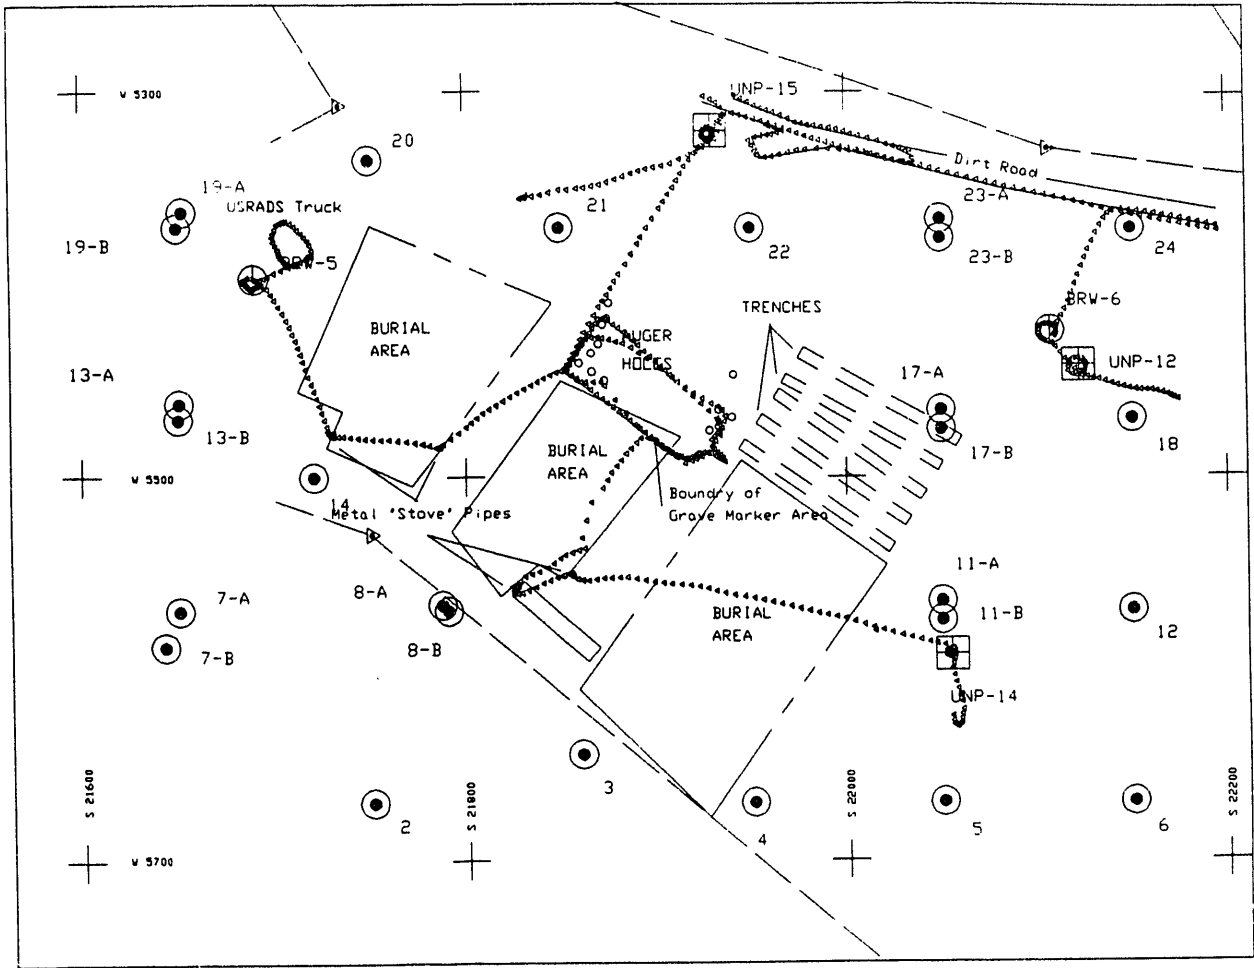 UNP-15
W 5300
20
Dirt Road
19-A
USRADS Truck
23-A
21
19-B
22
23-B
24
BRW-5
BRW-6
TRENCHES
BURIAL
AREA
AUGER
HOLES
UNP-12
13-A
17-A
13-B
17-B
18
BURIAL
AREA
W 5500
14
Boundry of
Grave Marker Area
Metal 'Stove' Pipes
11-A
7-A
8-A
11-B
BURIAL
AREA
12
7-B
8-B
UNP-14
S 21600
S 21800
S 22000
S 22200
3
2
4
5
6
W 5700